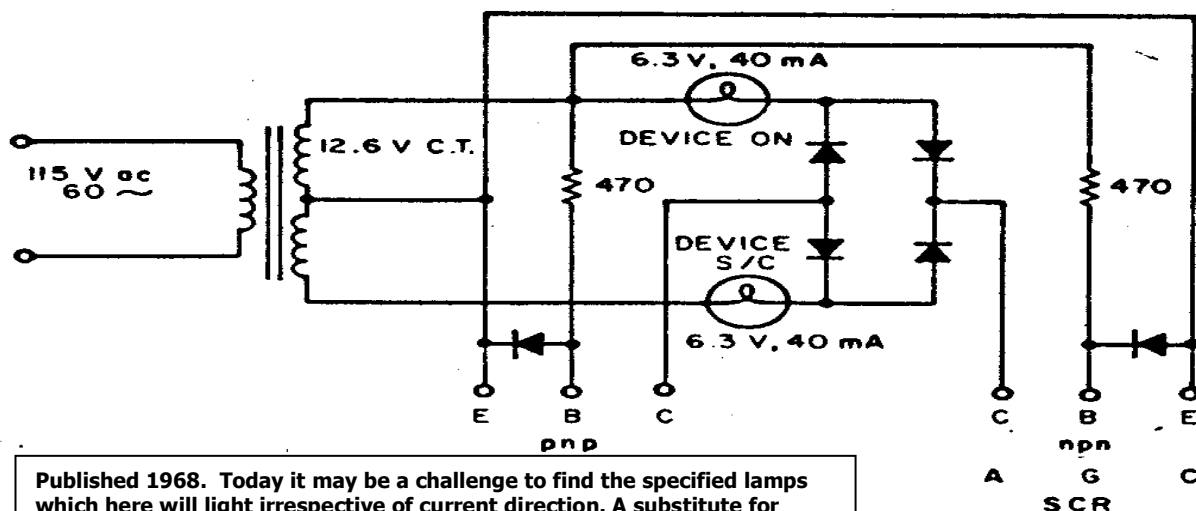 6.3 V, 40 mA
DEVICE ON
12.6 V C.T.
115 V ac
60 ~
470
470
DEVICE
S/C
6.3 V, 40 mA
E B C C B E
pnp npn
A G C
SCR
Published 1968. Today it may be a challenge to find the specified lamps
which here will light irrespective of current direction. A substitute for